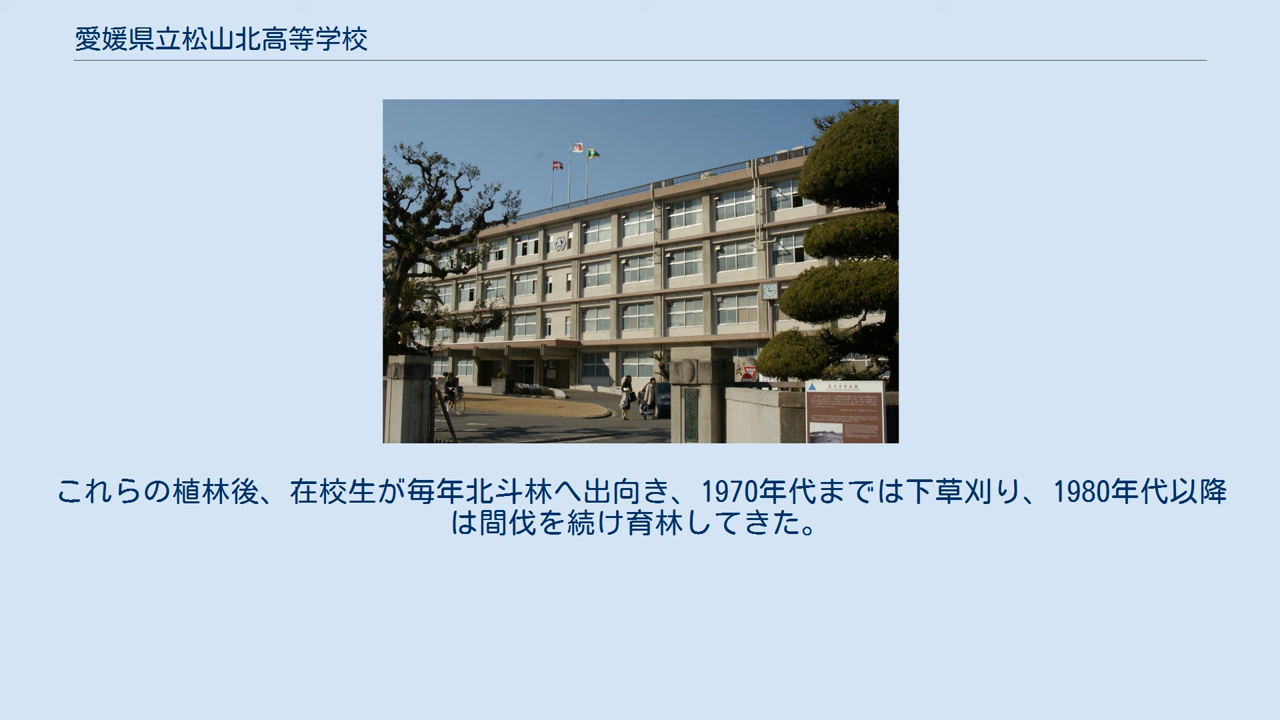 愛媛県立松山北高等学校
これらの植林後、在校生が毎年北斗林へ出向き、1970年代までは下草刈り、1980年代以降
は間伐を続け育林してきた。